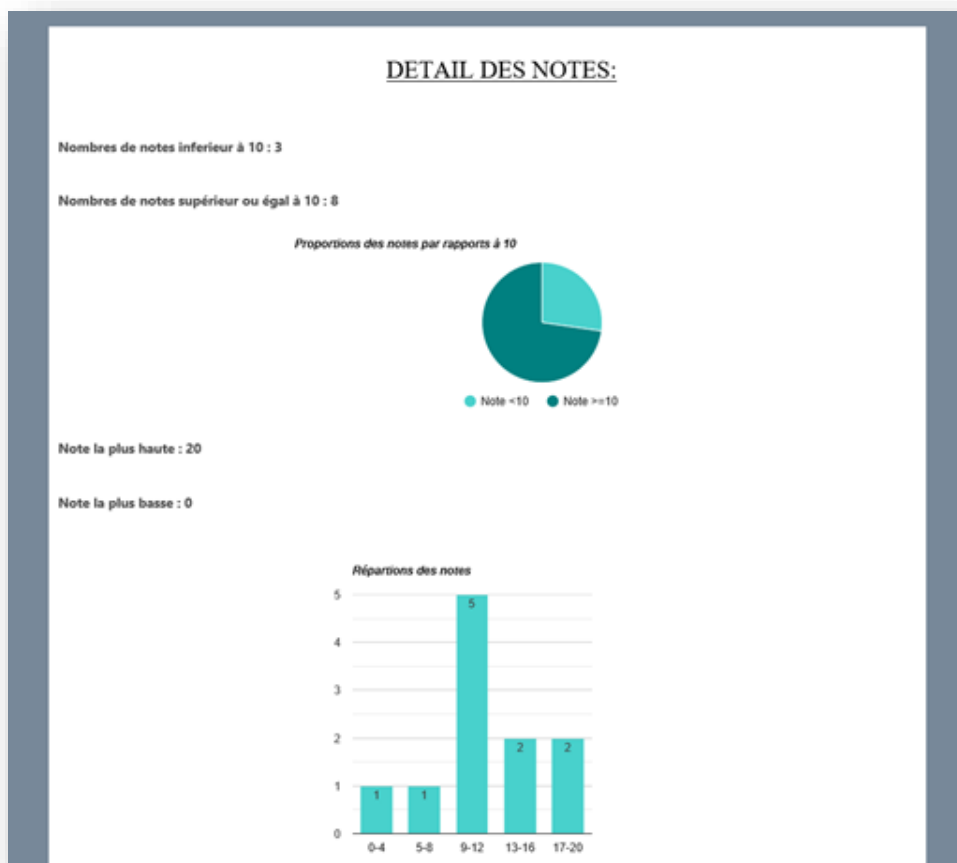 DETAIL DES NOTES:
Nombres de notes inferieur à 10 : 3
Nombres de notes supérieur ou égal à 10 : 8
Proportions des notes par rapports à 10
Note <10 Note >=10
Note la plus haute : 20
Note la plus basse : 0
Répartions des notes
5
5
4
3
2
2 2
1
1 1
0
0-4 5-8 9-12 13-16 17-20